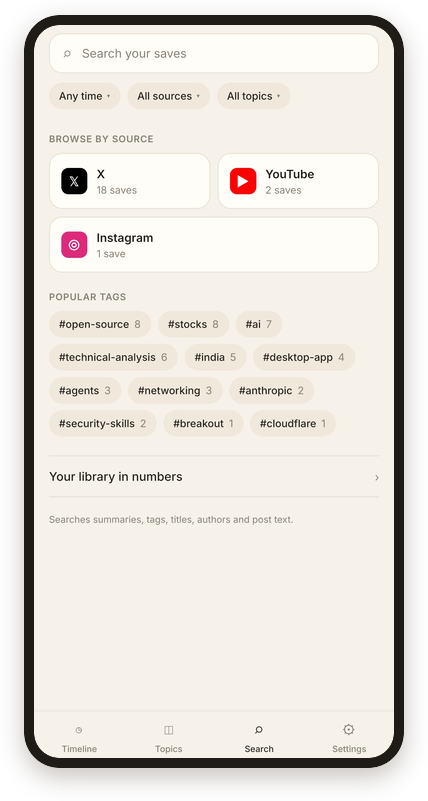 Search your saves
Any time ▾ All sources ▾ All topics ▾
BROWSE BY SOURCE
X
18 saves
YouTube
2 saves
Instagram
1 save
POPULAR TAGS
#open-source 8 #stocks 8 #ai 7
#technical-analysis 6 #india 5 #desktop-app 4
#agents 3 #networking 3 #anthropic 2
#security-skills 2 #breakout 1 #cloudflare 1
Your library in numbers ›
Searches summaries, tags, titles, authors and post text.
Timeline Topics Search Settings